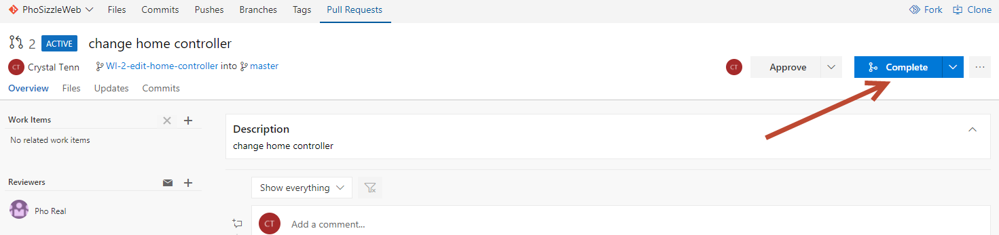 PhoSizzleWeb Files Commits Pushes Branches Tags Pull Requests Fork Clone
2 ACTIVE change home controller
CT Crystal Tenn WI-2-edit-home-controller into master CT Approve Complete ...
Overview Files Updates Commits
Work Items
No related work items
Description
change home controller
Reviewers
Pho Real
Show everything
CT Add a comment...